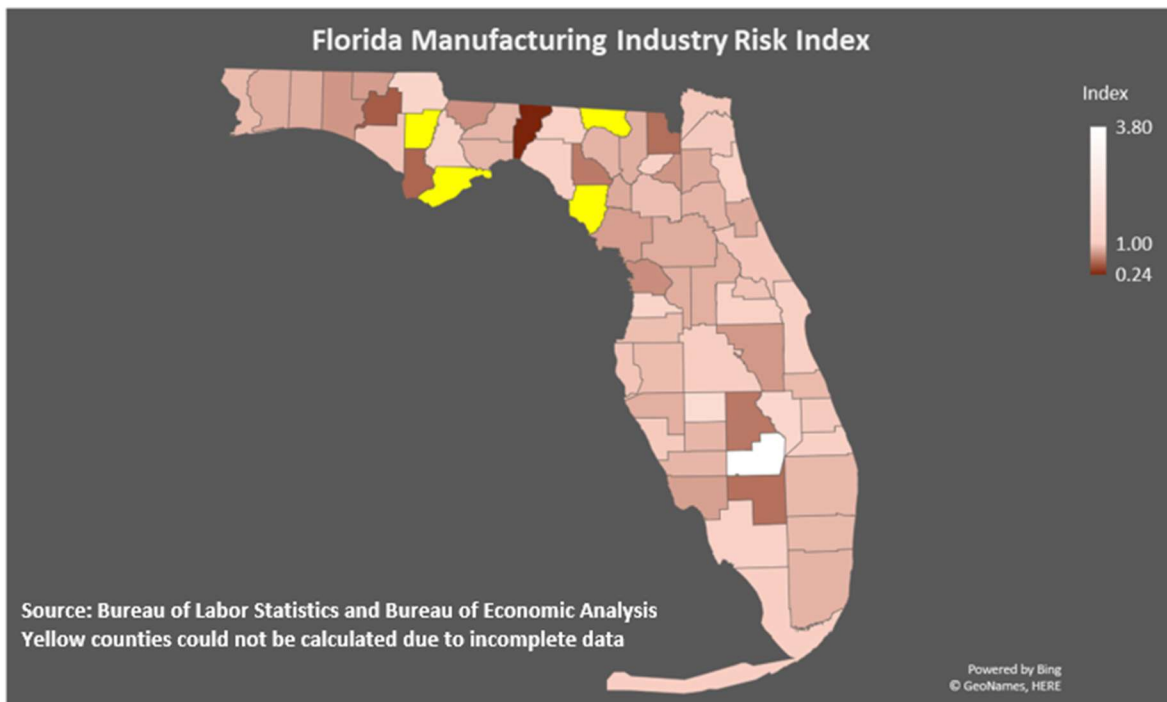 Florida Manufacturing Industry Risk Index
Index
3.80
1.00
0.24
Source: Bureau of Labor Statistics and Bureau of Economic Analysis
Yellow counties could not be calculated due to incomplete data
Powered by Bing
© GeoNames, HERE